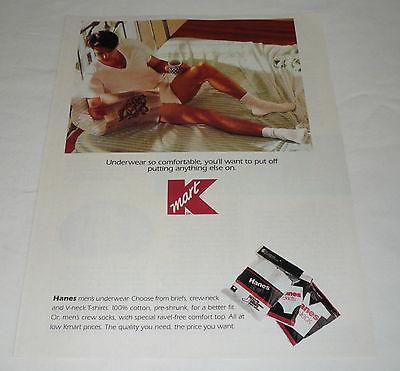 Underwear so comfortable, you'll want to put off
putting anything else on.
K
mart
Hanes men's underwear. Choose from briefs, crew-neck
and V-neck T-shirts. 100% cotton, pre-shrunk, for a better fit.
Or, men's crew socks, with special ravel-free comfort top. All at
low Kmart prices. The quality you need, the price you want.
Hanes